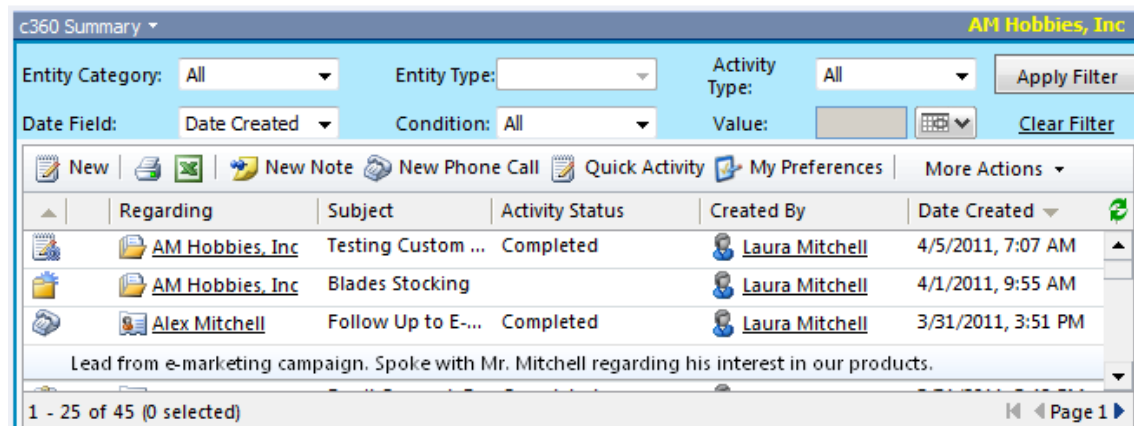 c360 Summary AM Hobbies, Inc
Entity Category: All Entity Type: Activity Type: All Apply Filter
Date Field: Date Created Condition: All Value: Clear Filter
New New Note New Phone Call Quick Activity My Preferences More Actions
Regarding Subject Activity Status Created By Date Created
AM Hobbies, Inc Testing Custom ... Completed Laura Mitchell 4/5/2011, 7:07 AM
AM Hobbies, Inc Blades Stocking Laura Mitchell 4/1/2011, 9:55 AM
Alex Mitchell Follow Up to E-... Completed Laura Mitchell 3/31/2011, 3:51 PM
Lead from e-marketing campaign. Spoke with Mr. Mitchell regarding his interest in our products.
1 - 25 of 45 (0 selected) Page 1